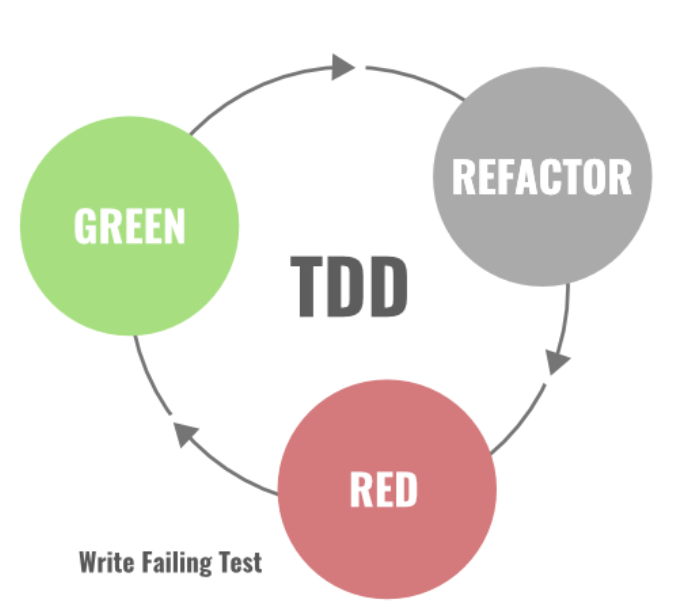 REFACTOR
GREEN
TDD
RED
Write Failing Test